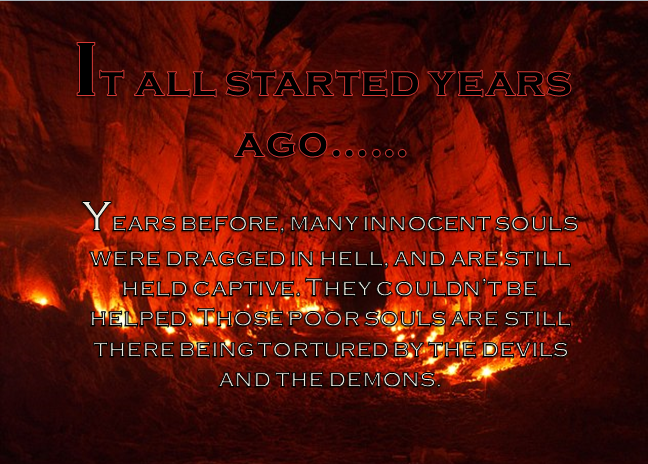 It all started years
ago......
Years before, many innocent souls
were dragged in hell, and are still
held captive. They couldn't be
helped. Those poor souls are still
there being tortured by the devils
and the demons.